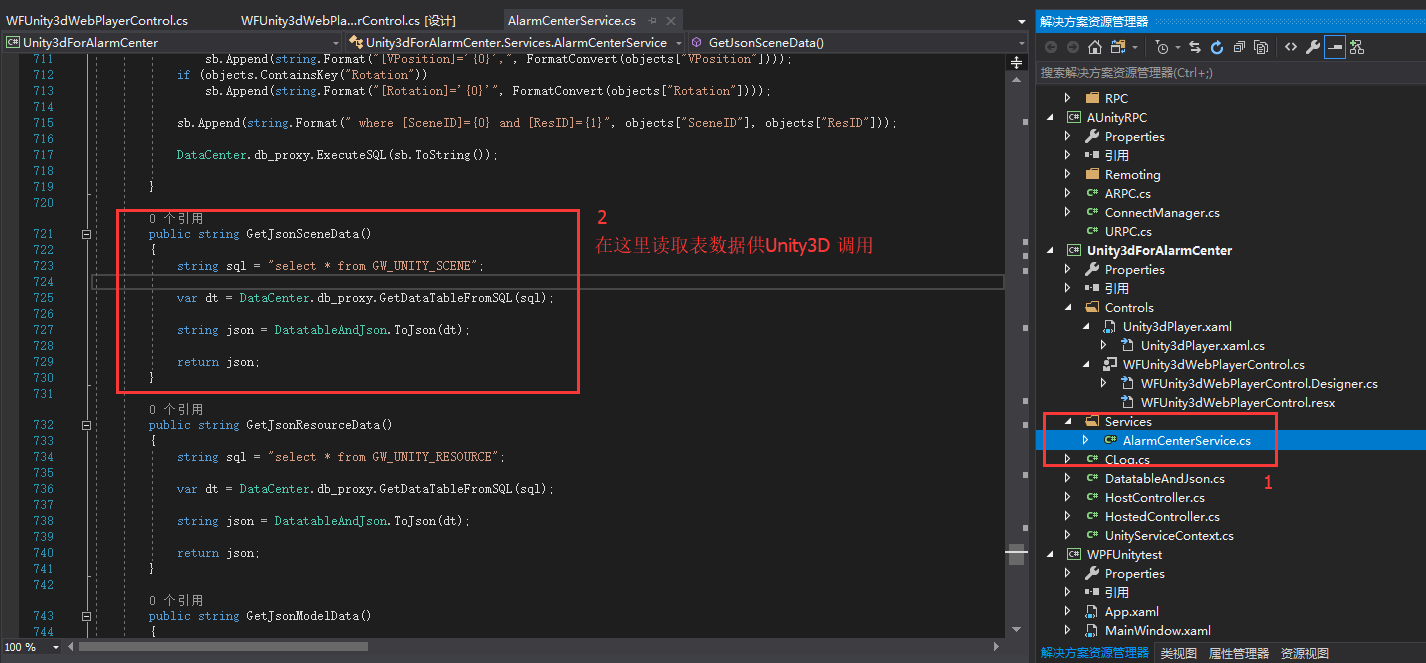 WFUnity3dWebPlayerControl.cs
WFUnity3dWebPla...rControl.cs [设计]
AlarmCenterService.cs
Unity3dForAlarmCenter
Unity3dForAlarmCenter.Services.AlarmCenterService
GetJsonSceneData()
711 sb.Append(string.Format("[VPosition]='{0}',", FormatConvert(objects["VPosition"])));
712 if (objects.ContainsKey("Rotation"))
713 sb.Append(string.Format("[Rotation]='{0}'", FormatConvert(objects["Rotation"])));
714
715 sb.Append(string.Format(" where [SceneID]={0} and [ResID]={1}", objects["SceneID"], objects["ResID"]));
716
717 DataCenter.db_proxy.ExecuteSQL(sb.ToString());
718
719 }
720
0 个引用
721 public string GetJsonSceneData()
722 {
723 string sql = "select * from GW_UNITY_SCENE";
724
725 var dt = DataCenter.db_proxy.GetDataTableFromSQL(sql);
726
727 string json = DatatableAndJson.ToJson(dt);
728
729 return json;
730 }
731
2
在这里读取表数据供Unity3D 调用
0 个引用
732 public string GetJsonResourceData()
733 {
734 string sql = "select * from GW_UNITY_RESOURCE";
735
736 var dt = DataCenter.db_proxy.GetDataTableFromSQL(sql);
737
738 string json = DatatableAndJson.ToJson(dt);
739
740 return json;
741 }
742
0 个引用
743 public string GetJsonModelData()
744 {
100 %
解决方案资源管理器
搜索解决方案资源管理器(Ctrl+;)
RPC
C# AUnityRPC
Properties
引用
Remoting
C# ARPC.cs
C# ConnectManager.cs
C# URPC.cs
C# Unity3dForAlarmCenter
Properties
引用
Controls
Unity3dPlayer.xaml
Unity3dPlayer.xaml.cs
WFUnity3dWebPlayerControl.cs
WFUnity3dWebPlayerControl.Designer.cs
WFUnity3dWebPlayerControl.resx
Services
C# AlarmCenterService.cs
C# CLog.cs
1
C# DatatableAndJson.cs
C# HostController.cs
C# HostedController.cs
C# UnityServiceContext.cs
C# WPFUnitytest
Properties
引用
App.xaml
MainWindow.xaml
解决方案资源管理器 类视图 属性管理器 资源视图